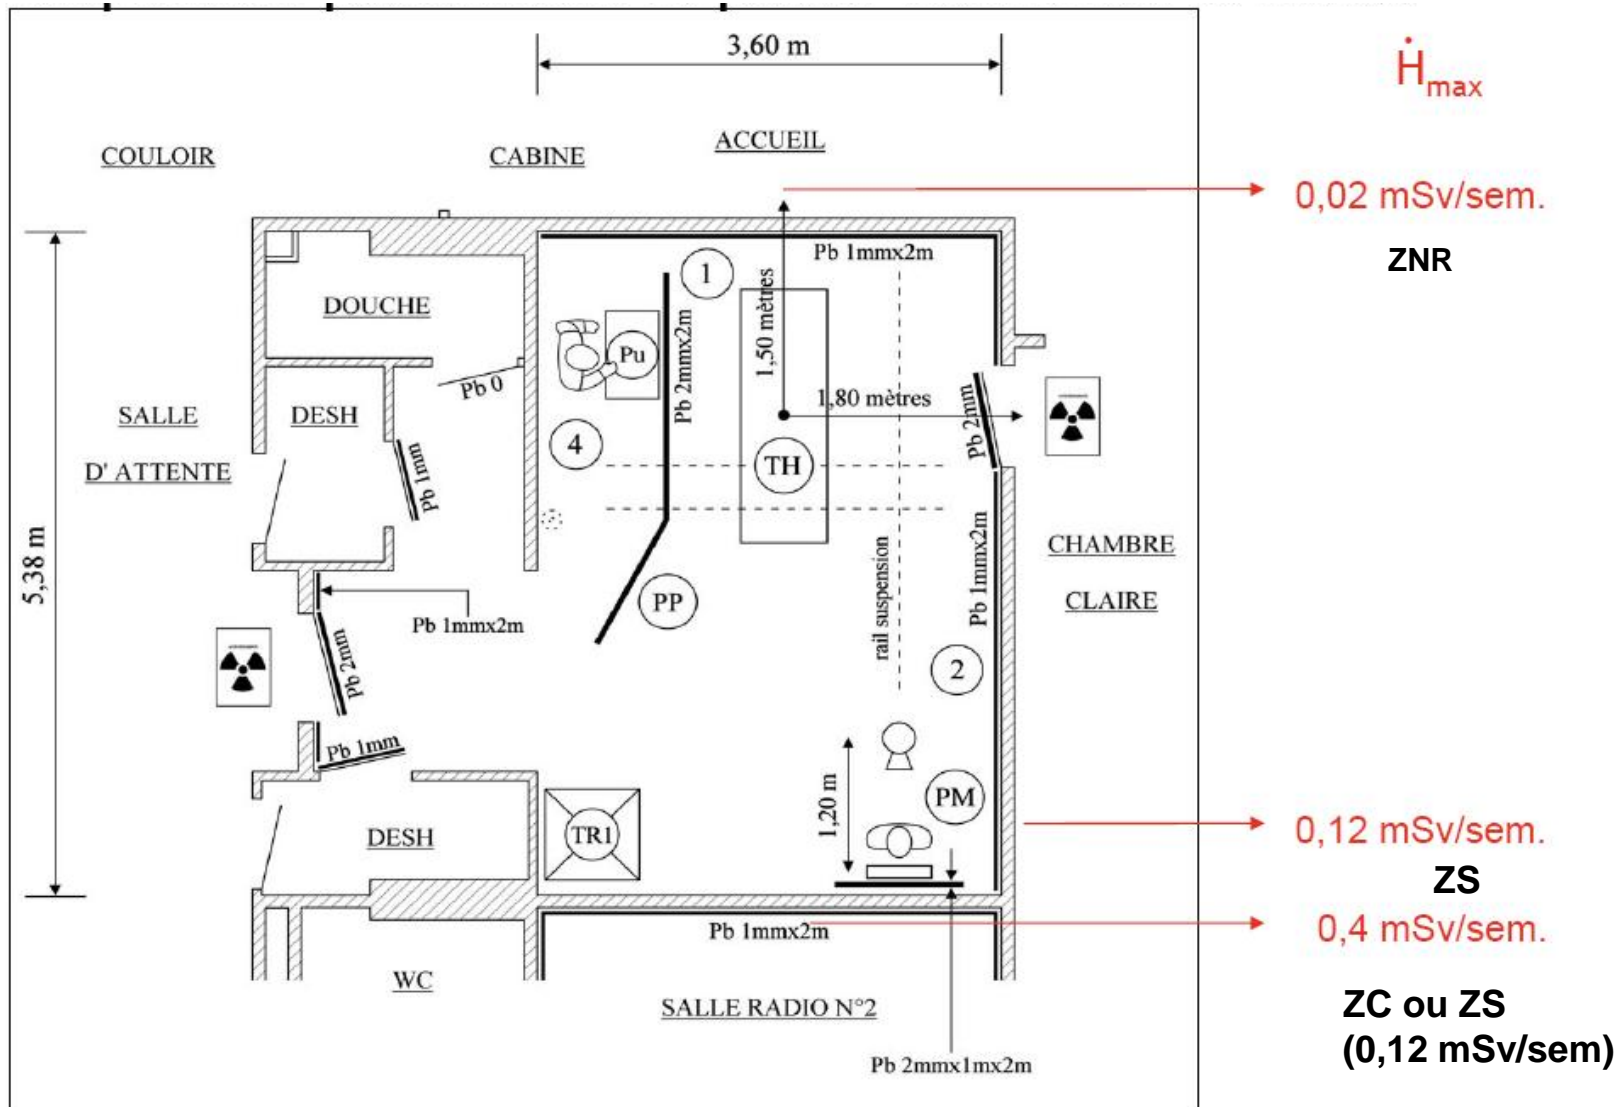 3,60 m
Ḣmax
COULOIR
CABINE
ACCUEIL
0,02 mSv/sem.
ZNR
Pb 1mmx2m
1
DOUCHE
1,50 mètres
Pu
Pb 2mmx2m
Pb 0
SALLE
D' ATTENTE
DESH
1,80 mètres
Pb 2mm
4
TH
Pb 1mm
5,38 m
CHAMBRE
CLAIRE
Pb 1mmx2m
rail suspension
PP
Pb 1mmx2m
Pb 2mm
2
Pb 1mm
1,20 m
PM
DESH
TR1
0,12 mSv/sem.
ZS
Pb 1mmx2m
0,4 mSv/sem.
WC
SALLE RADIO N°2
ZC ou ZS
(0,12 mSv/sem)
Pb 2mmx1mx2m